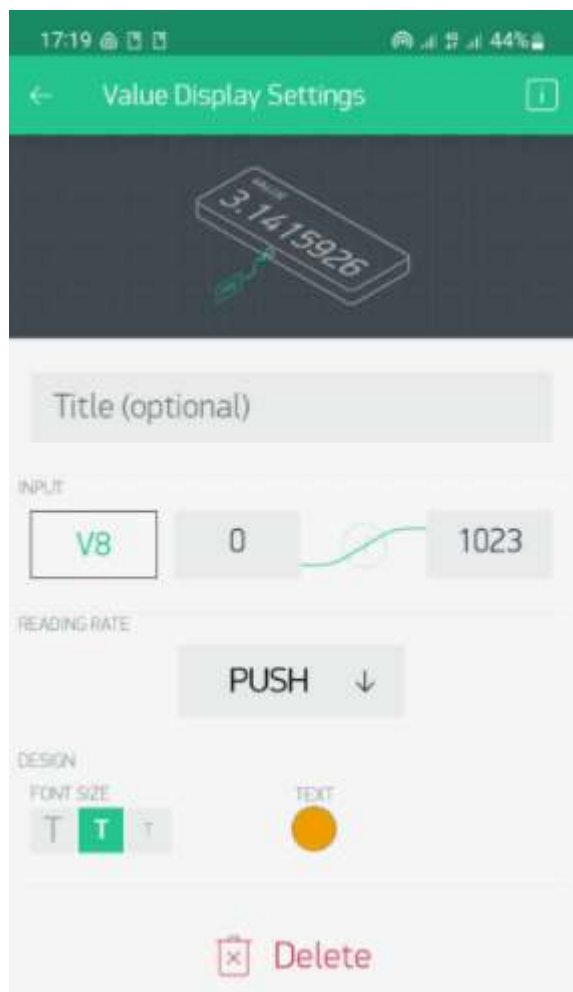 17:19 44%
Value Display Settings
VALUE
3.1415926
Title (optional)
INPUT
V8 0 1023
READING RATE
PUSH ↓
DESIGN
FONT SIZE TEXT
T T T
Delete